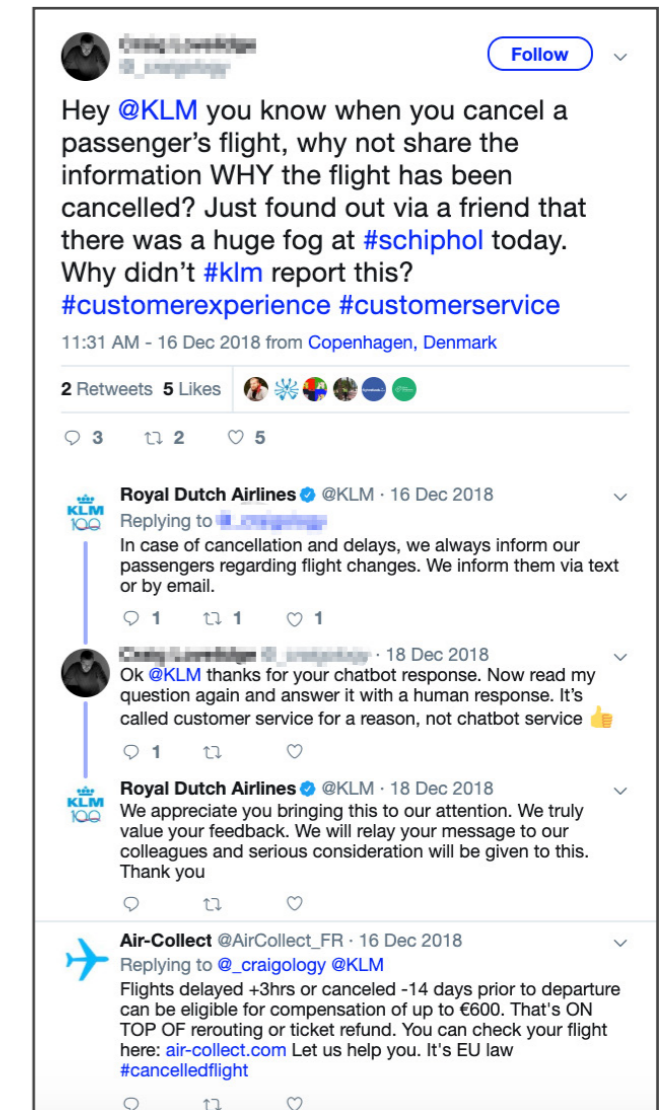 Follow
Hey @KLM you know when you cancel a
passenger's flight, why not share the
information WHY the flight has been
cancelled? Just found out via a friend that
there was a huge fog at #schiphol today.
Why didn't #klm report this?
#customerexperience #customerservice
11:31 AM - 16 Dec 2018 from Copenhagen, Denmark
2 Retweets 5 Likes
3 2 5
Royal Dutch Airlines @KLM · 16 Dec 2018
KLM
100
Replying to
In case of cancellation and delays, we always inform our
passengers regarding flight changes. We inform them via text
or by email.
1 1 1
· 18 Dec 2018
Ok @KLM thanks for your chatbot response. Now read my
question again and answer it with a human response. It's
called customer service for a reason, not chatbot service
1
Royal Dutch Airlines @KLM · 18 Dec 2018
KLM
100
We appreciate you bringing this to our attention. We truly
value your feedback. We will relay your message to our
colleagues and serious consideration will be given to this.
Thank you
Air-Collect @AirCollect_FR · 16 Dec 2018
Replying to @_craigology @KLM
Flights delayed +3hrs or canceled -14 days prior to departure
can be eligible for compensation of up to €600. That's ON
TOP OF rerouting or ticket refund. You can check your flight
here: air-collect.com Let us help you. It's EU law
#cancelledflight